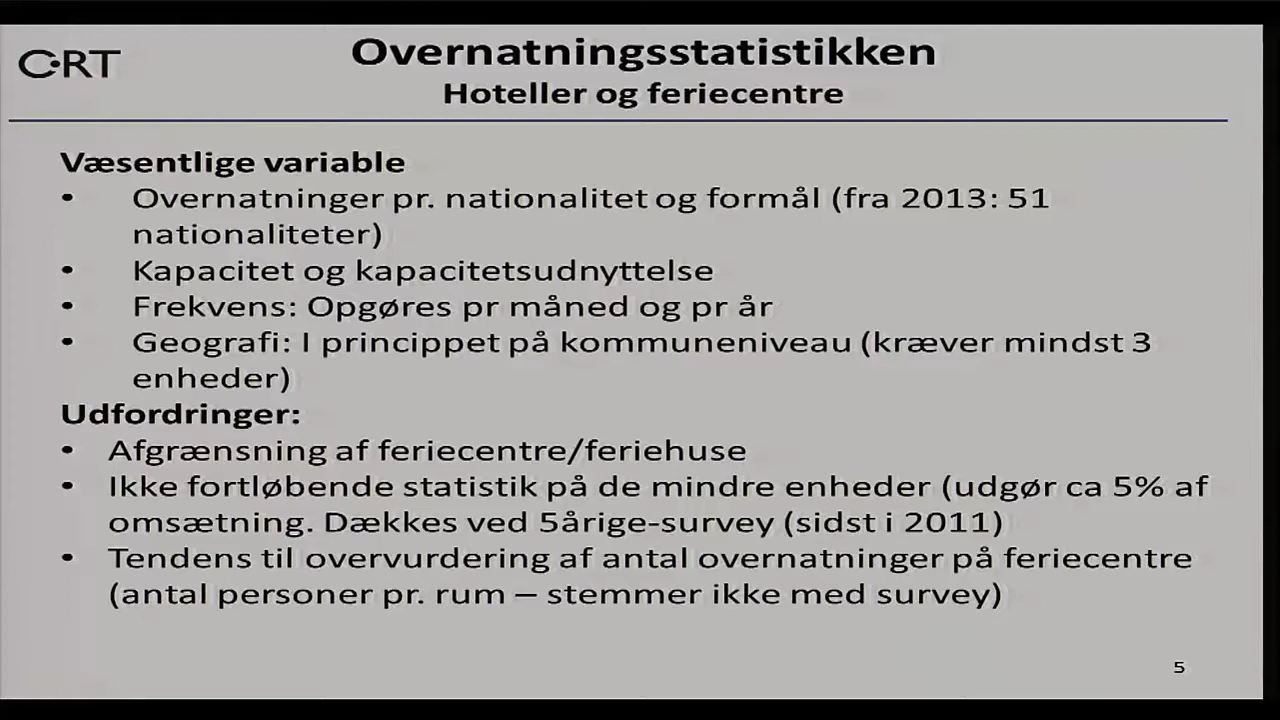 CRT
Overnatningsstatistikken
Hoteller og feriecentre
Væsentlige variable
• Overnatninger pr. nationalitet og formål (fra 2013: 51
nationaliteter)
• Kapacitet og kapacitetsudnyttelse
• Frekvens: Opgøres pr måned og pr år
• Geografi: I princippet på kommuneniveau (kræver mindst 3
enheder)
Udfordringer:
• Afgrænsning af feriecentre/feriehuse
• Ikke fortløbende statistik på de mindre enheder (udgør ca 5% af
omsætning. Dækkes ved 5årige-survey (sidst i 2011)
• Tendens til overvurdering af antal overnatninger på feriecentre
(antal personer pr. rum – stemmer ikke med survey)
5